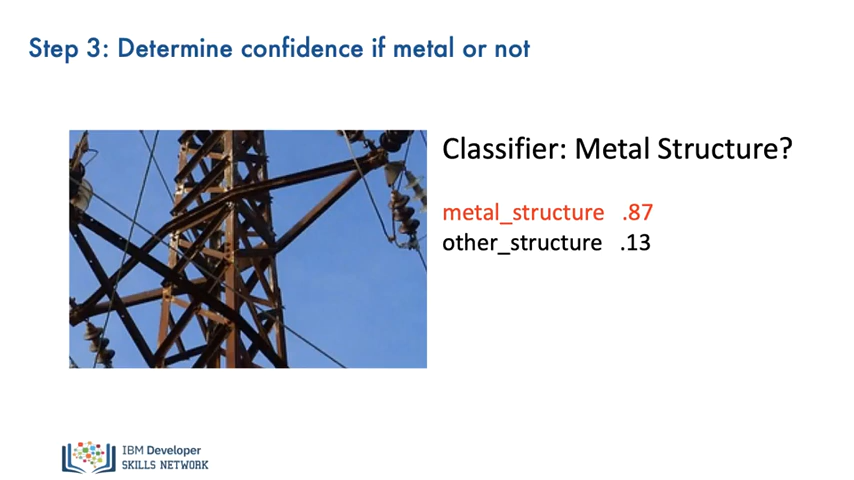 Step 3: Determine confidence if metal or not
Classifier: Metal Structure?
metal_structure .87
other_structure .13
IBM Developer
SKILLS NETWORK